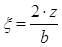 ξ = 2 · z / b